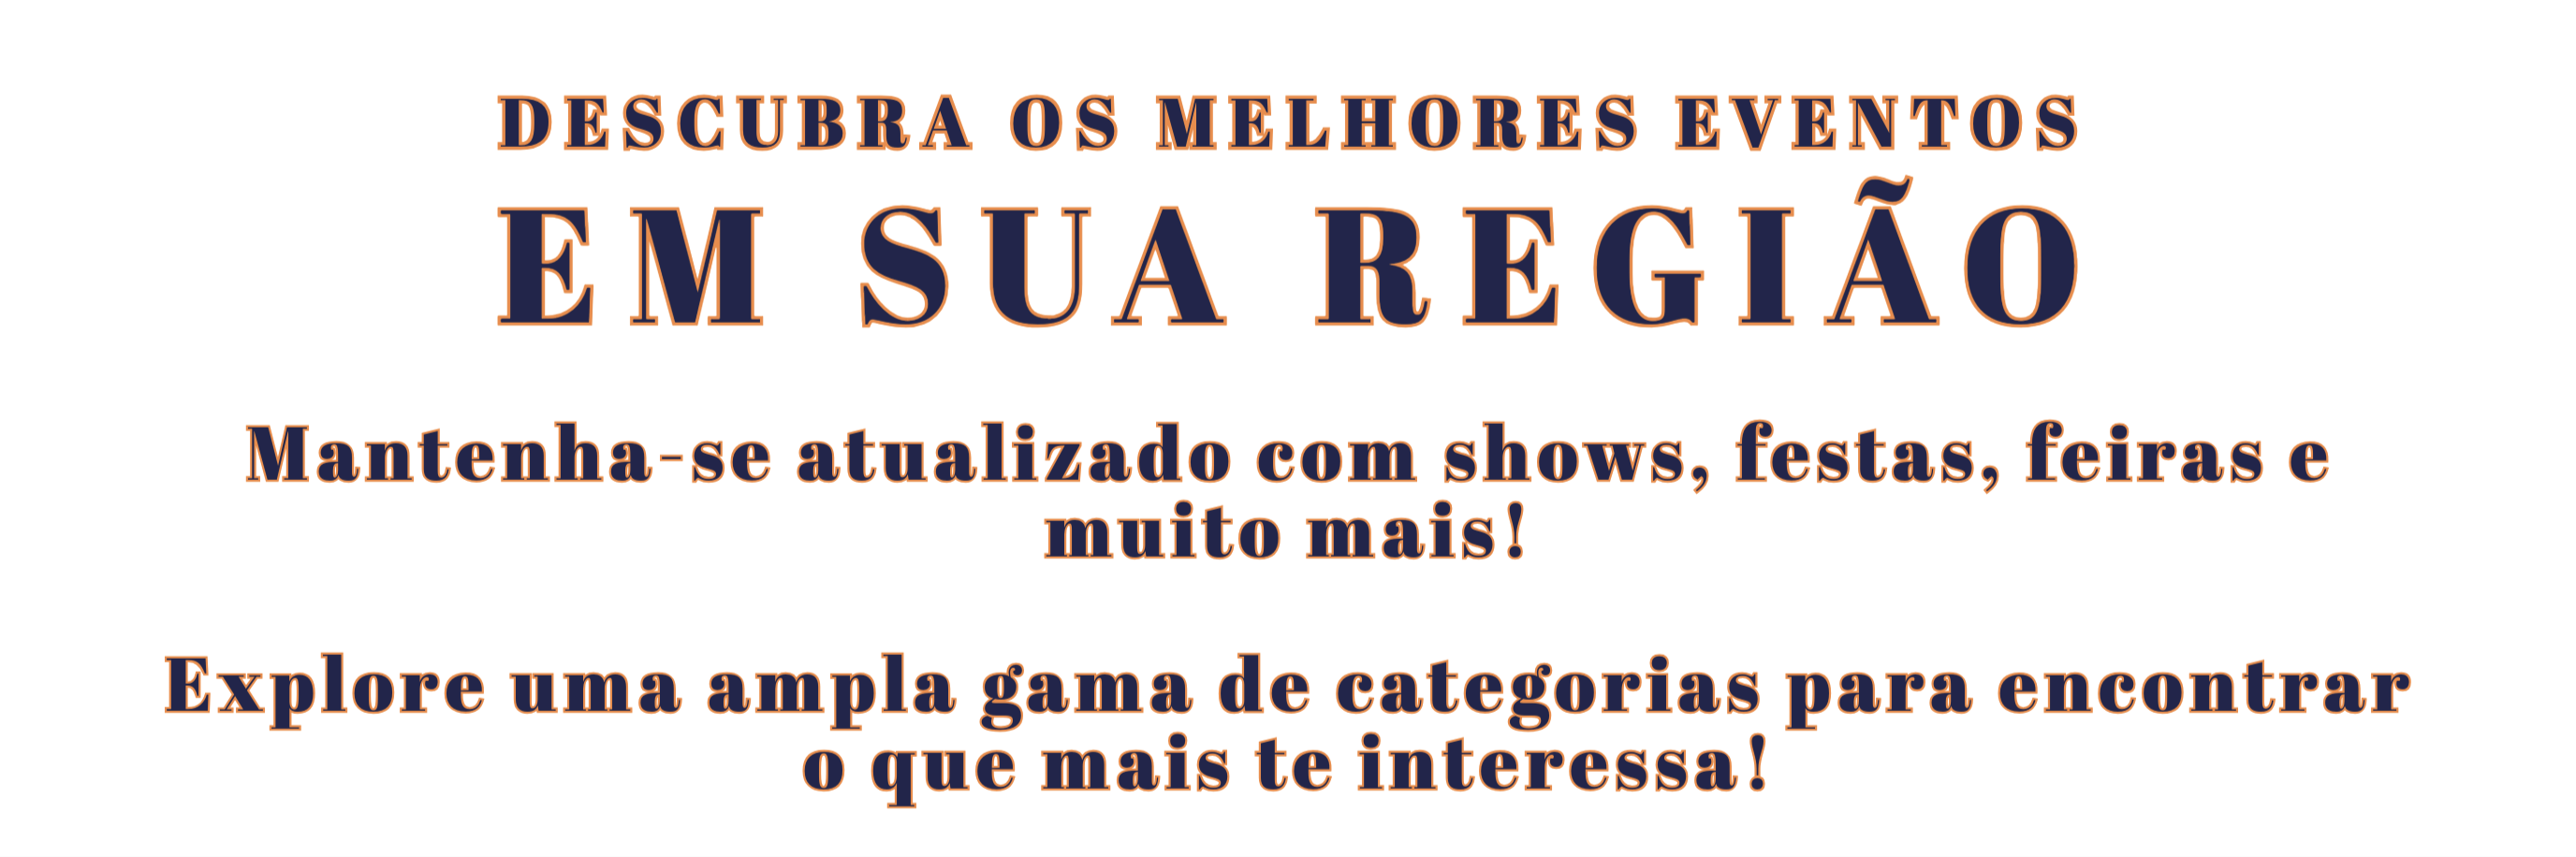 DESCUBRA OS MELHORES EVENTOS
EM SUA REGIÃO
Mantenha-se atualizado com shows, festas, feiras e
muito mais!
Explore uma ampla gama de categorias para encontrar
o que mais te interessa!